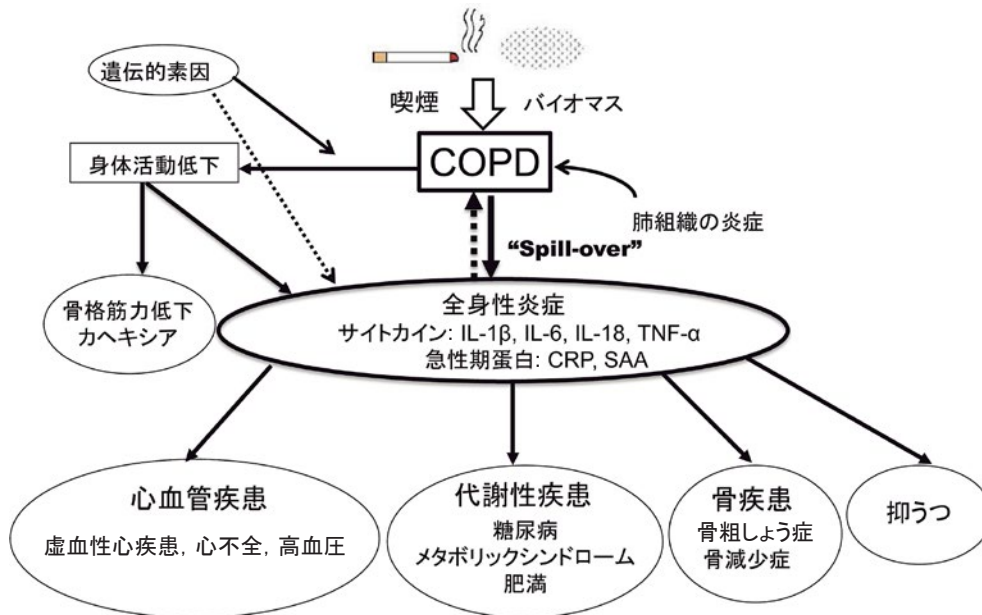 遺伝的素因
喫煙
バイオマス
COPD
身体活動低下
肺組織の炎症
“Spill-over”
骨格筋力低下
カヘキシア
全身性炎症
サイトカイン: IL-1β, IL-6, IL-18, TNF-α
急性期蛋白: CRP, SAA
心血管疾患
虚血性心疾患, 心不全, 高血圧
代謝性疾患
糖尿病
メタボリックシンドローム
肥満
骨疾患
骨粗しょう症
骨減少症
抑うつ